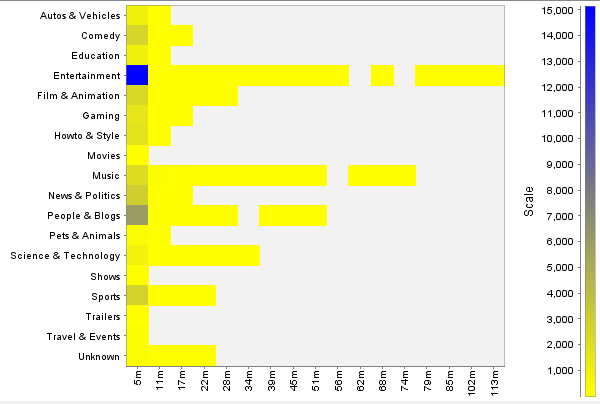 Autos & Vehicles
Comedy
Education
Entertainment
Film & Animation
Gaming
Howto & Style
Movies
Music
News & Politics
People & Blogs
Pets & Animals
Science & Technology
Shows
Sports
Trailers
Travel & Events
Unknown
5m 11m 17m 22m 28m 34m 39m 45m 51m 56m 62m 68m 74m 79m 85m 102m 113m
Scale
15,000
14,000
13,000
12,000
11,000
10,000
9,000
8,000
7,000
6,000
5,000
4,000
3,000
2,000
1,000